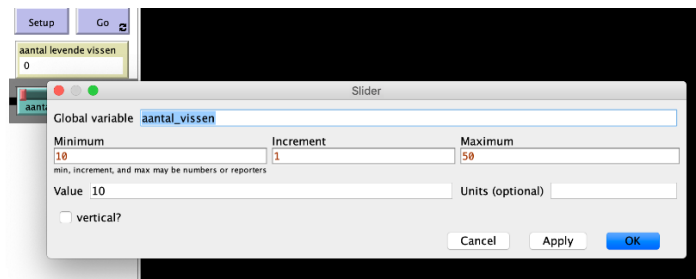 Setup Go
aantal levende vissen
0
Slider
aanta
Global variable aantal_vissen
Minimum Increment Maximum
10 1 50
min, increment, and max may be numbers or reporters
Value 10 Units (optional)
vertical?
Cancel Apply OK